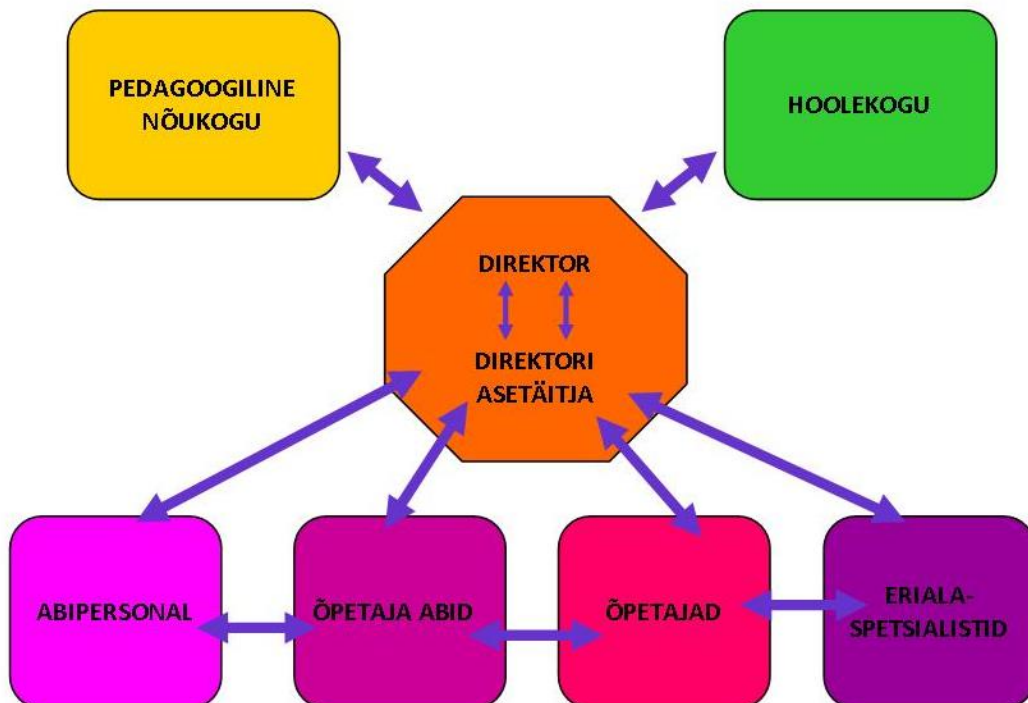 PEDAGOOGILINE
NÕUKOGU
HOOLEKOGU
DIREKTOR
DIREKTORI
ASETÄITJA
ABIPERSONAL
ÕPETAJA ABID
ÕPETAJAD
ERIALA-
SPETSIALISTID